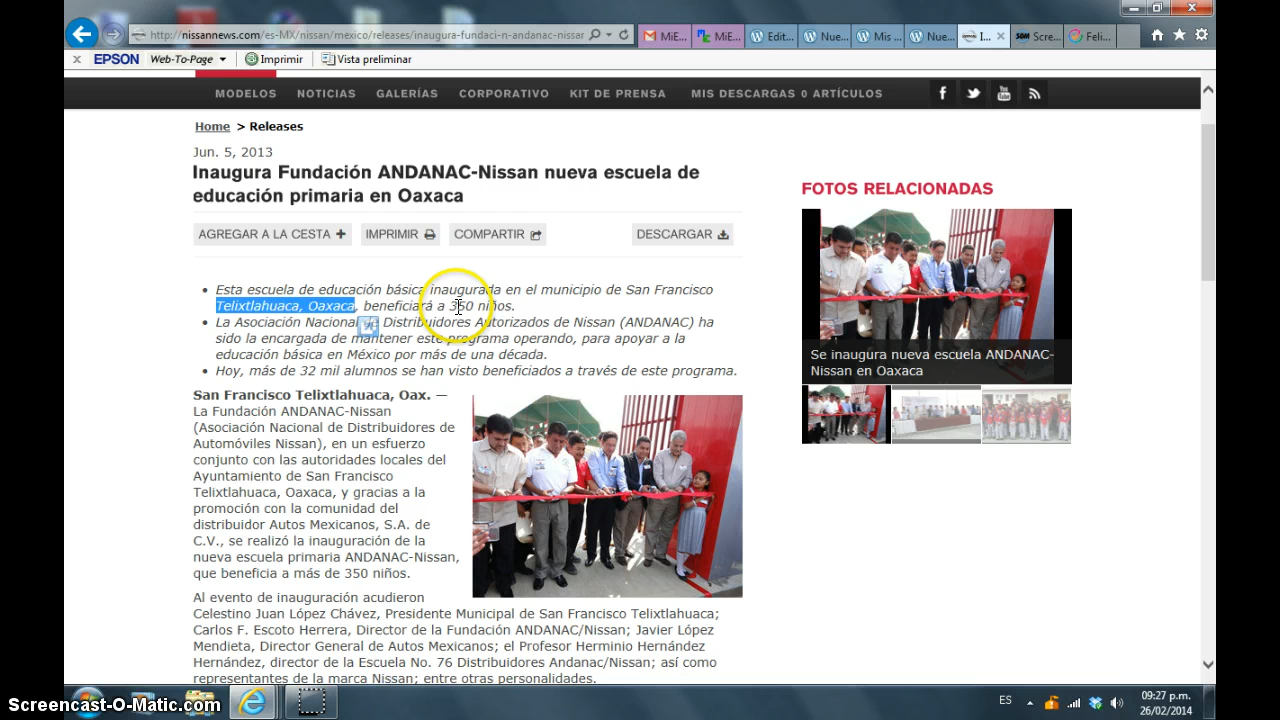 http://nissannews.com/es-MX/nissan/mexico/releases/inaugura-fundaci-n-andanac-nissar
MiE...
MiE...
Edit...
Nue...
Mis ...
Nue...
I...
Scre...
Feli...
EPSON Web-To-Page Imprimir Vista preliminar
MODELOS NOTICIAS GALERÍAS CORPORATIVO KIT DE PRENSA MIS DESCARGAS 0 ARTÍCULOS
Home > Releases
Jun. 5, 2013
Inaugura Fundación ANDANAC-Nissan nueva escuela de
educación primaria en Oaxaca
AGREGAR A LA CESTA IMPRIMIR COMPARTIR DESCARGAR
Esta escuela de educación básica inaugurada en el municipio de San Francisco
Telixtlahuaca, Oaxaca, beneficiará a 350 niños.
La Asociación Nacional Distribuidores Autorizados de Nissan (ANDANAC) ha
sido la encargada de mantener este programa operando, para apoyar a la
educación básica en México por más de una década.
Hoy, más de 32 mil alumnos se han visto beneficiados a través de este programa.
San Francisco Telixtlahuaca, Oax. —
La Fundación ANDANAC-Nissan
(Asociación Nacional de Distribuidores de
Automóviles Nissan), en un esfuerzo
conjunto con las autoridades locales del
Ayuntamiento de San Francisco
Telixtlahuaca, Oaxaca, y gracias a la
promoción con la comunidad del
distribuidor Autos Mexicanos, S.A. de
C.V., se realizó la inauguración de la
nueva escuela primaria ANDANAC-Nissan,
que beneficia a más de 350 niños.
Al evento de inauguración acudieron
Celestino Juan López Chávez, Presidente Municipal de San Francisco Telixtlahuaca;
Carlos F. Escoto Herrera, Director de la Fundación ANDANAC/Nissan; Javier López
Mendieta, Director General de Autos Mexicanos; el Profesor Herminio Hernández
Hernández, director de la Escuela No. 76 Distribuidores Andanac/Nissan; así como
representantes de la marca Nissan; entre otras personalidades.
FOTOS RELACIONADAS
Se inaugura nueva escuela ANDANAC-
Nissan en Oaxaca
Screencast-O-Matic.com
ES
09:27 p.m.
26/02/2014